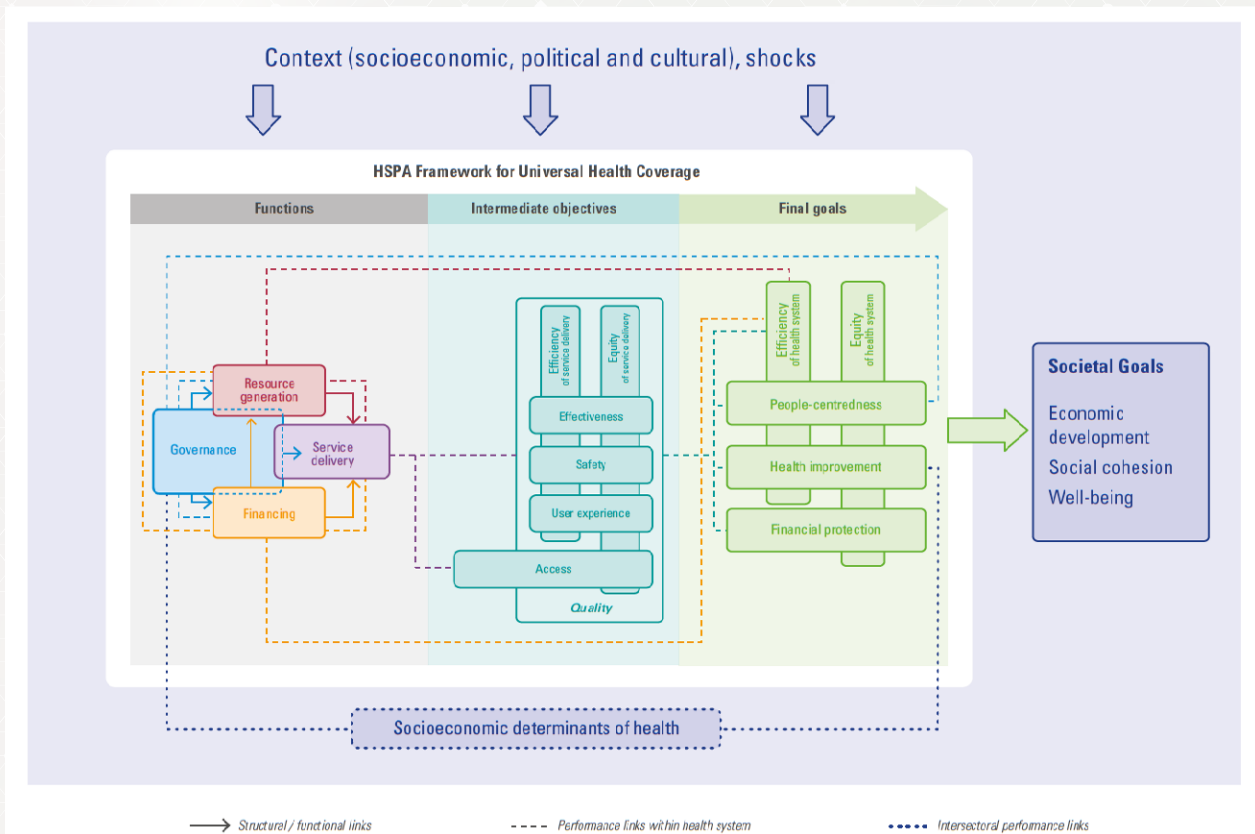 Context (socioeconomic, political and cultural), shocks
HSPA Framework for Universal Health Coverage
Functions
Intermediate objectives
Final goals
Efficiency
of service delivery
Equity
of service delivery
Efficiency
of health system
Equity
of health system
Resource
generation
Governance
Service
delivery
Financing
Effectiveness
Safety
User experience
Access
Quality
People-centredness
Health improvement
Financial protection
Societal Goals
Economic
development
Social cohesion
Well-being
Socioeconomic determinants of health
Structural / functional links
Performance links within health system
Intersectoral performance links